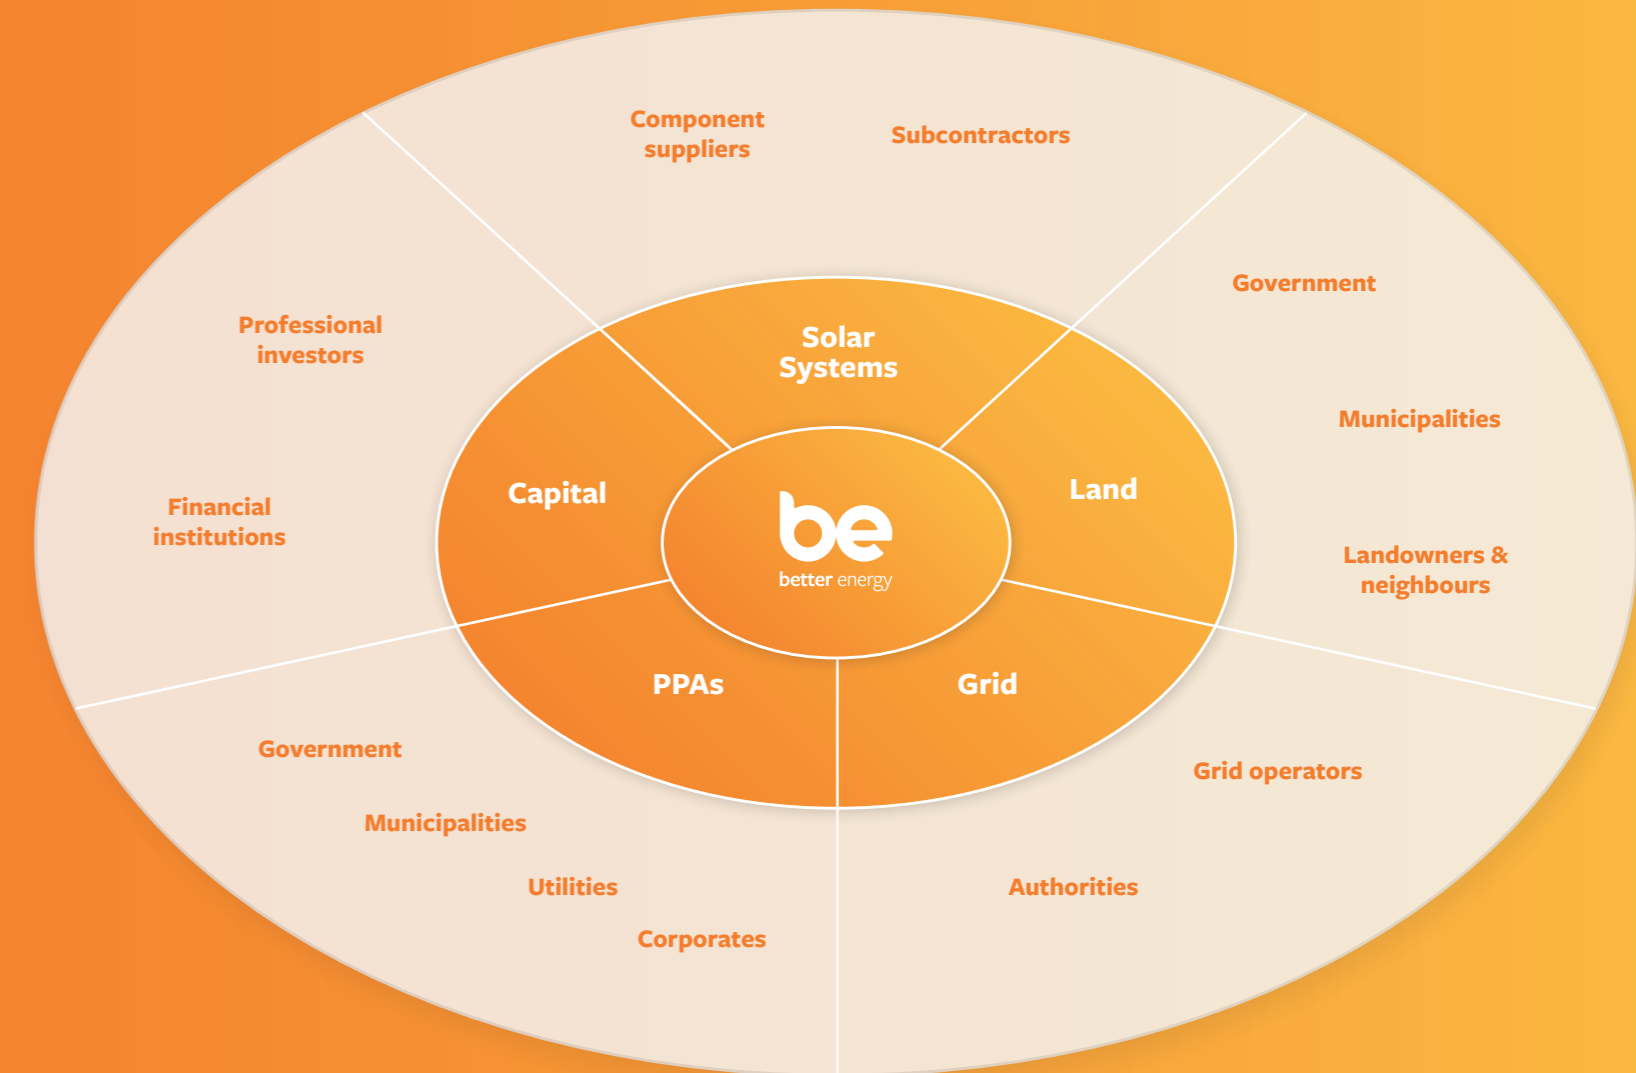 Component
suppliers
Subcontractors
Government
Professional
investors
Solar
Systems
Municipalities
Capital
Land
Financial
institutions
be
better energy
Landowners &
neighbours
PPAs
Grid
Government
Grid operators
Municipalities
Utilities
Authorities
Corporates